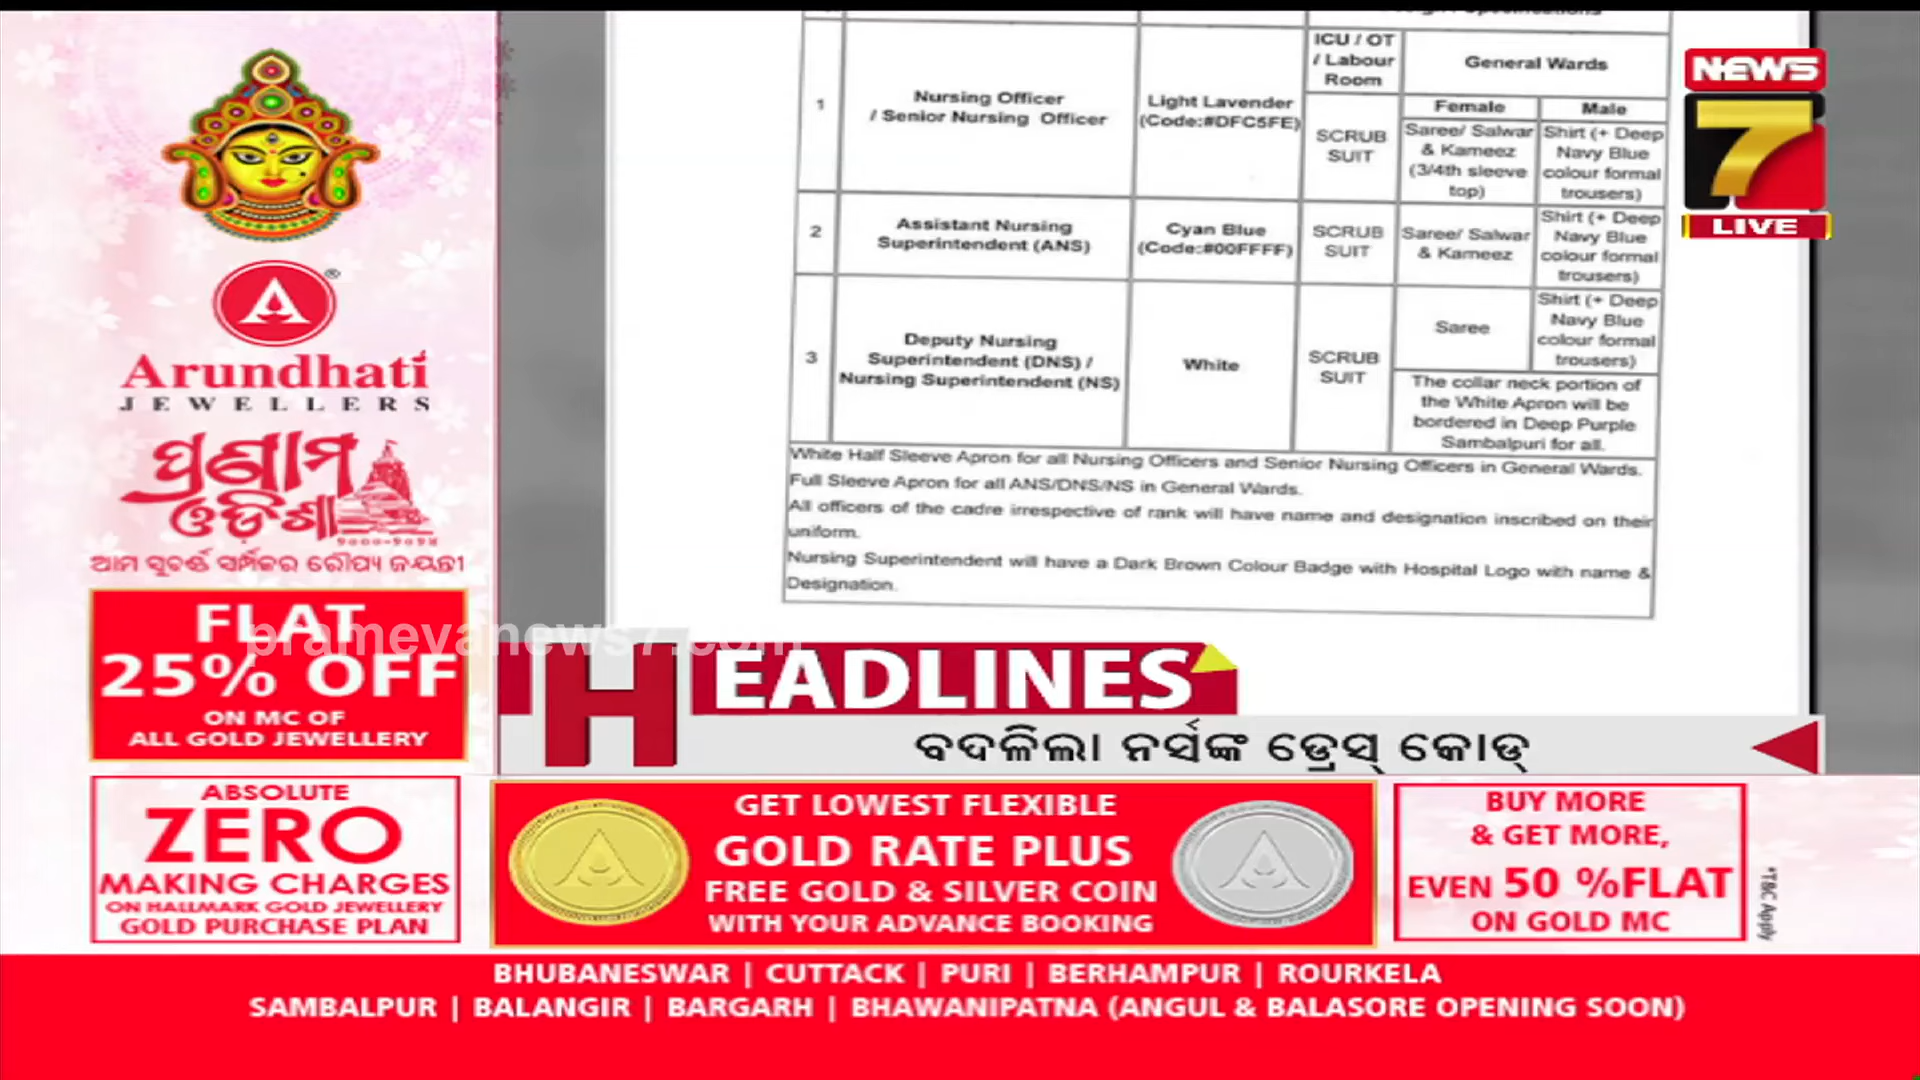 1
Nursing Officer
/ Senior Nursing Officer
Light Lavender
(Code:#DFC5FE)
ICU / OT
/ Labour
Room
General Wards
SCRUB
SUIT
Female
Male
Saree/ Salwar
& Kameez
(3/4th sleeve
top)
Shirt (+ Deep
Navy Blue
colour formal
trousers)
2
Assistant Nursing
Superintendent (ANS)
Cyan Blue
(Code:#00FFFF)
SCRUB
SUIT
Saree/ Salwar
& Kameez
Shirt (+ Deep
Navy Blue
colour formal
trousers)
3
Deputy Nursing
Superintendent (DNS) /
Nursing Superintendent (NS)
White
SCRUB
SUIT
Saree
Shirt (+ Deep
Navy Blue
colour formal
trousers)
The collar neck portion of
the White Apron will be
bordered in Deep Purple
Sambalpuri for all.
White Half Sleeve Apron for all Nursing Officers and Senior Nursing Officers in General Wards.
Full Sleeve Apron for all ANS/DNS/NS in General Wards.
All officers of the cadre irrespective of rank will have name and designation inscribed on their
uniform.
Nursing Superintendent will have a Dark Brown Colour Badge with Hospital Logo with name &
Designation.
NEWS
7
LIVE
Arundhati
JEWELLERS
ପ୍ରଣାମ
ଓଡ଼ିଶା
୨୦୦୦-୨୦୨୪
ଆମ ସୁବର୍ଣ୍ଣ ସମ୍ପର୍କର ରୌପ୍ୟ ଜୟନ୍ତୀ
FLAT
25% OFF
ON MC OF
ALL GOLD JEWELLERY
prameyanews7.com
HEADLINES
ବଦଳିଲା ନର୍ସଙ୍କ ଡ୍ରେସ୍ କୋଡ୍
ABSOLUTE
ZERO
MAKING CHARGES
ON HALLMARK GOLD JEWELLERY
GOLD PURCHASE PLAN
GET LOWEST FLEXIBLE
GOLD RATE PLUS
FREE GOLD & SILVER COIN
WITH YOUR ADVANCE BOOKING
BUY MORE
& GET MORE,
EVEN 50 %FLAT
ON GOLD MC
*T&C Apply
BHUBANESWAR | CUTTACK | PURI | BERHAMPUR | ROURKELA
SAMBALPUR | BALANGIR | BARGARH | BHAWANIPATNA (ANGUL & BALASORE OPENING SOON)